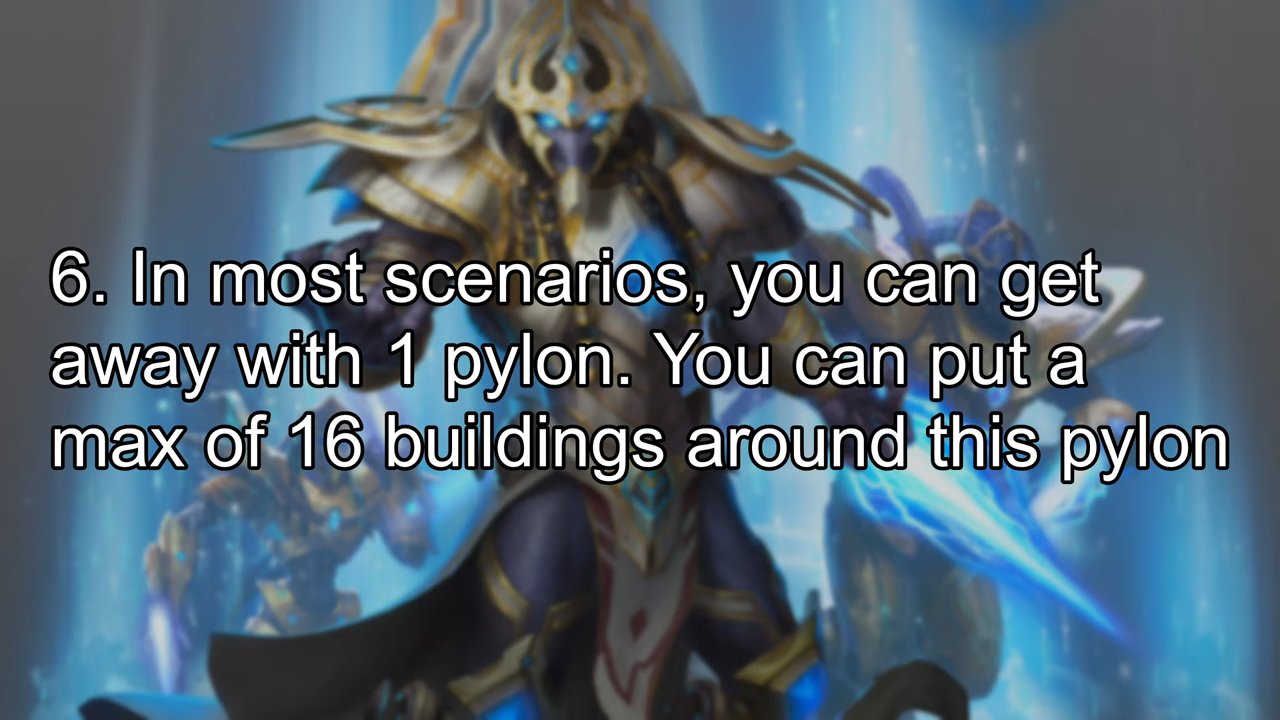 6. In most scenarios, you can get
away with 1 pylon. You can put a
max of 16 buildings around this pylon